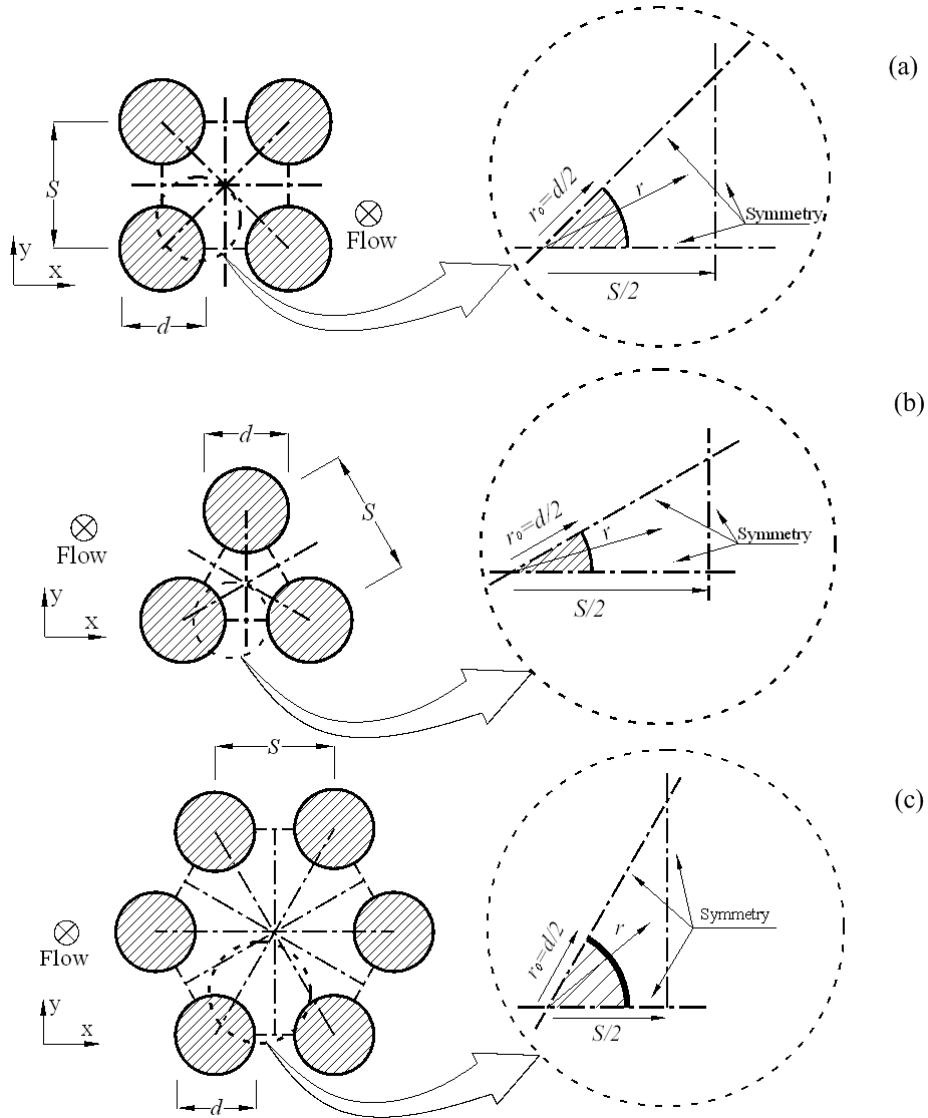 (a)
S
y
x
d
Flow
r₀=d/2
r
Symmetry
S/2
(b)
d
S
Flow
y
x
r₀=d/2
r
Symmetry
S/2
(c)
S
Flow
y
x
d
r₀=d/2
r
Symmetry
S/2